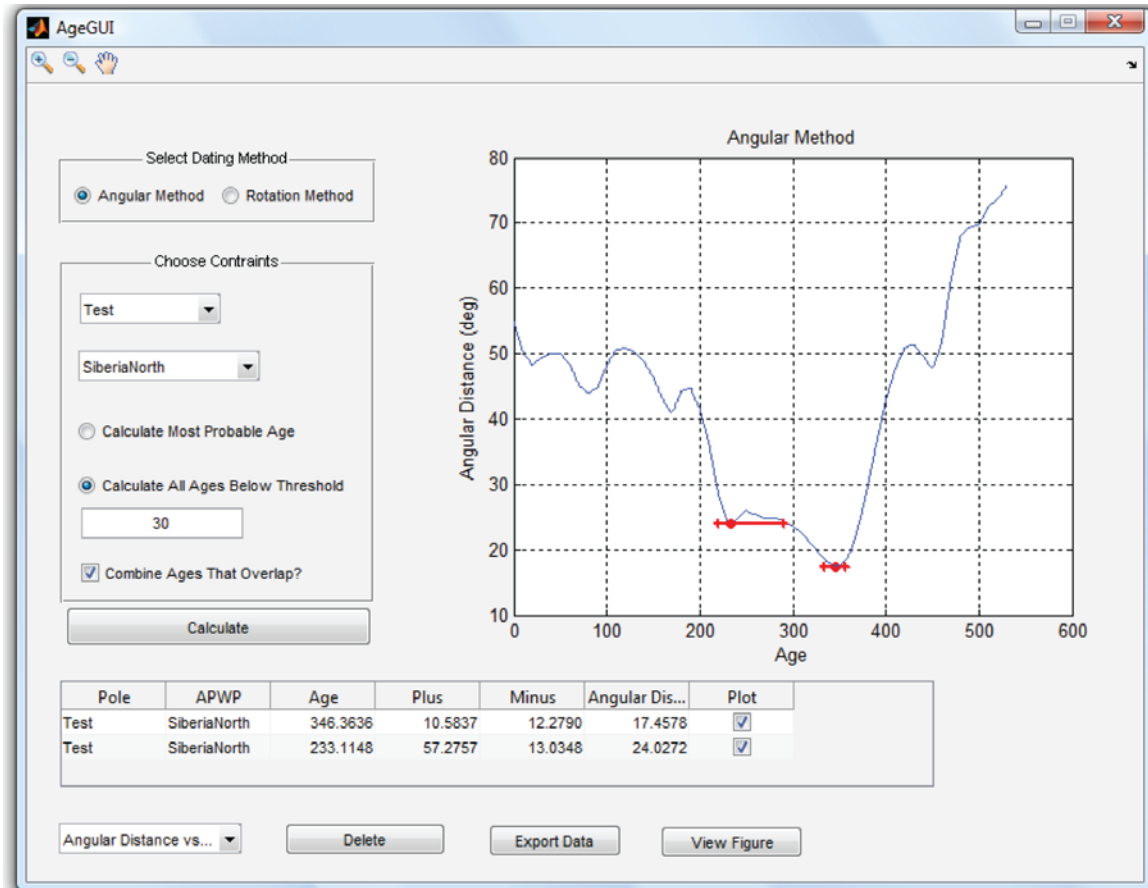 AgeGUI
Select Dating Method
Angular Method Rotation Method
Choose Contraints
Test
SiberiaNorth
Calculate Most Probable Age
Calculate All Ages Below Threshold
30
Combine Ages That Overlap?
Calculate
Angular Method
Angular Distance (deg)
80
70
60
50
40
30
20
10
0 100 200 300 400 500 600
Age
Pole APWP Age Plus Minus Angular Dis... Plot
Test SiberiaNorth 346.3636 10.5837 12.2790 17.4578
Test SiberiaNorth 233.1148 57.2757 13.0348 24.0272
Angular Distance vs... Delete Export Data View Figure